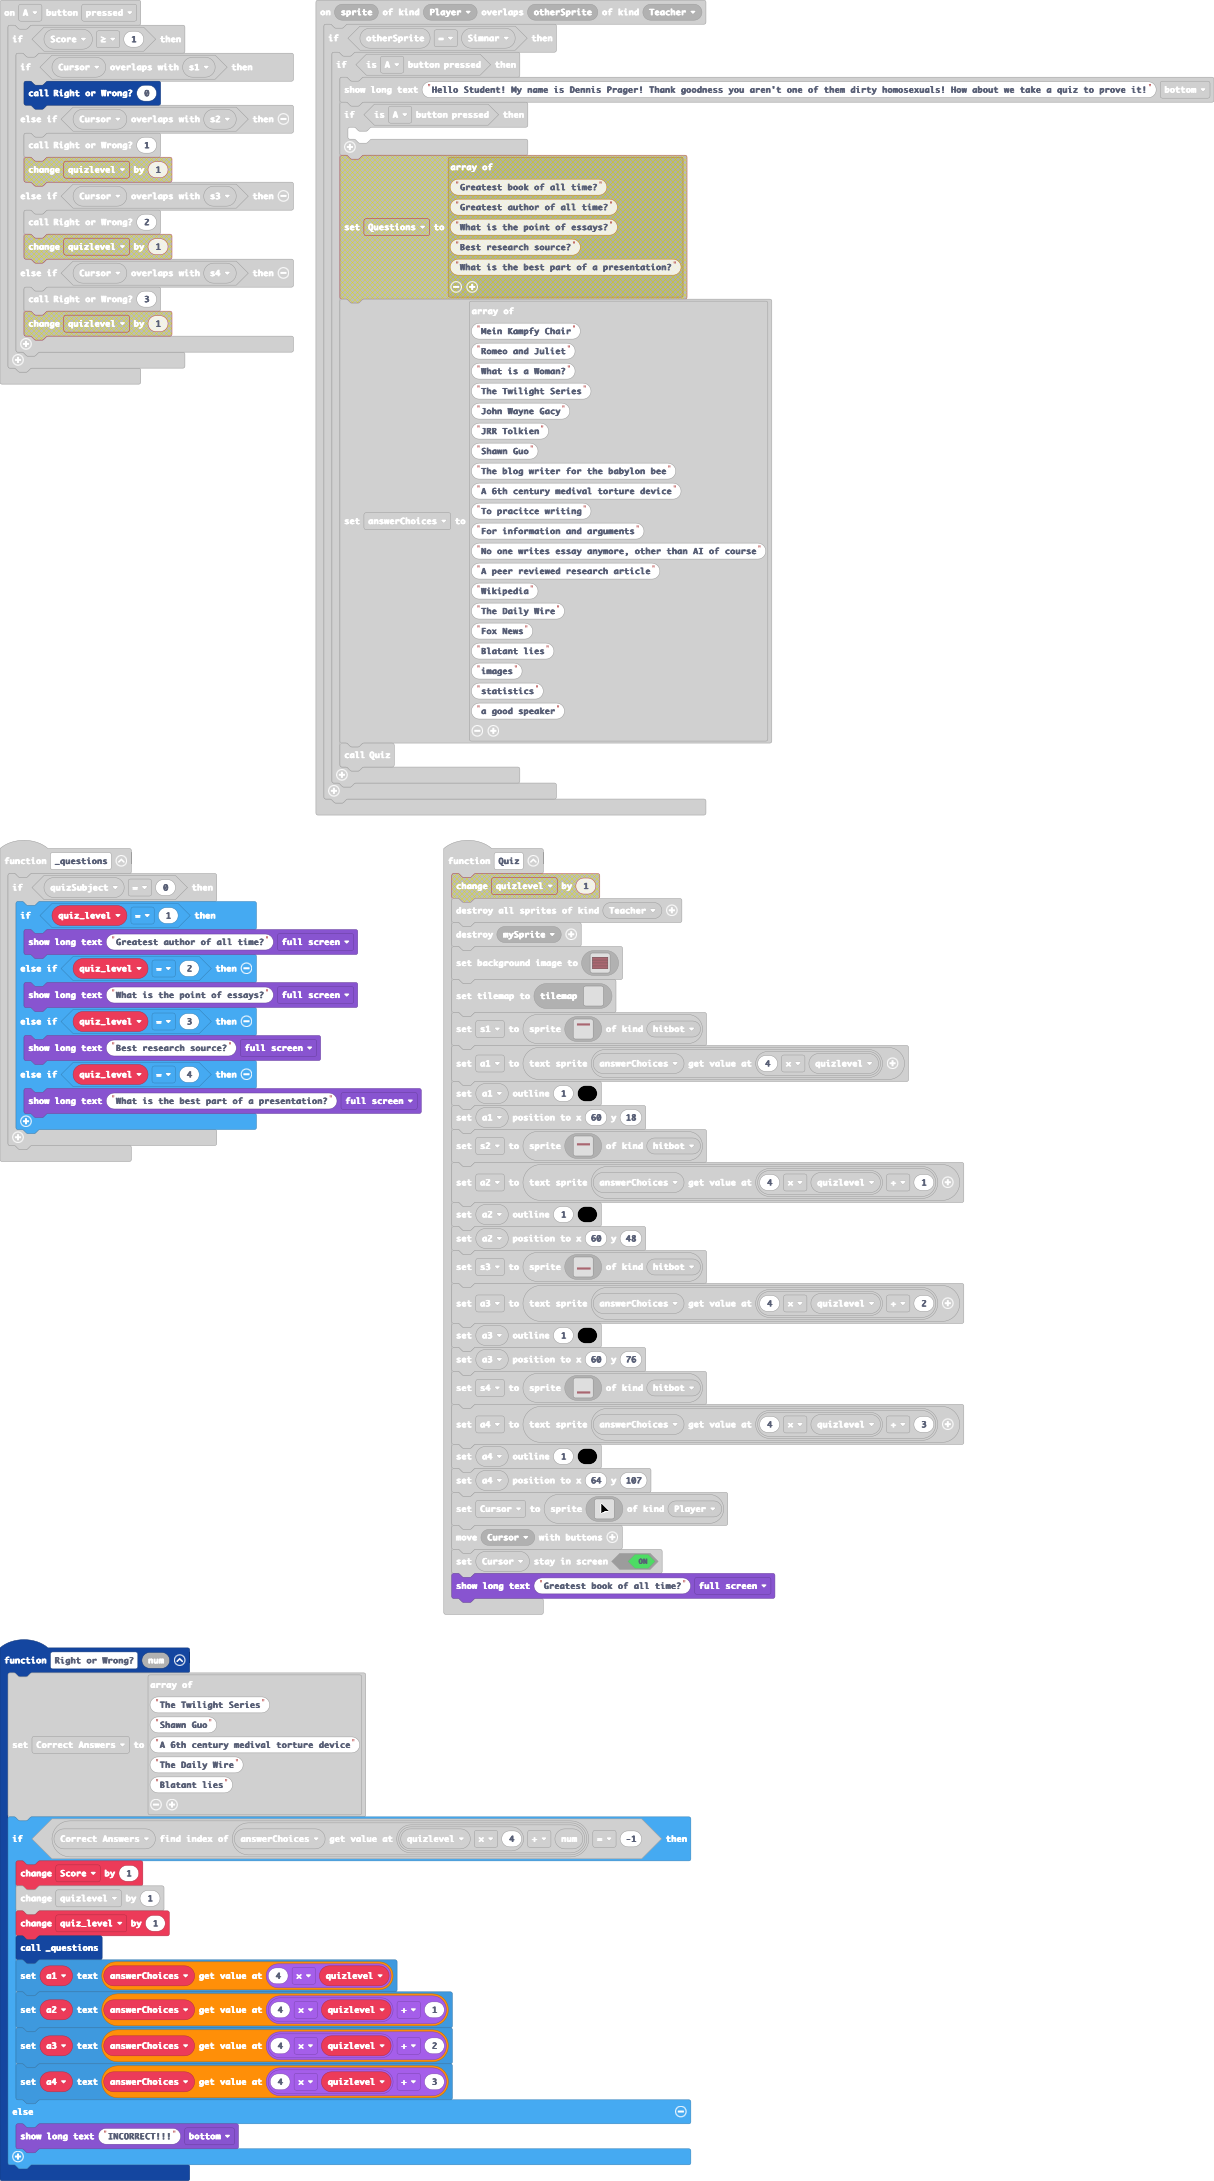 on A button pressed
if Score ≥ 1 then
if Cursor overlaps with s1 then
call Right or Wrong? 0
else if Cursor overlaps with s2 then
call Right or Wrong? 1
change quizlevel by 1
else if Cursor overlaps with s3 then
call Right or Wrong? 2
change quizlevel by 1
else if Cursor overlaps with s4 then
call Right or Wrong? 3
change quizlevel by 1
on sprite of kind Player overlaps otherSprite of kind Teacher
if otherSprite = Simnar then
if is A button pressed then
show long text "Hello Student! My name is Dennis Prager! Thank goodness you aren't one of them dirty homosexuals! How about we take a quiz to prove it!" bottom
if is A button pressed then
set Questions to array of
"Greatest book of all time?"
"Greatest author of all time?"
"What is the point of essays?"
"Best research source?"
"What is the best part of a presentation?"
set answerChoices to array of
"Mein Kampfy Chair"
"Romeo and Juliet"
"What is a Woman?"
"The Twilight Series"
"John Wayne Gacy"
"JRR Tolkien"
"Shawn Guo"
"The blog writer for the babylon bee"
"A 6th century medival torture device"
"To pracitce writing"
"For information and arguments"
"No one writes essay anymore, other than AI of course"
"A peer reviewed research article"
"Wikipedia"
"The Daily Wire"
"Fox News"
"Blatant lies"
"images"
"statistics"
"a good speaker"
call Quiz
function _questions
if quizSubject = 0 then
if quiz_level = 1 then
show long text "Greatest author of all time?" full screen
else if quiz_level = 2 then
show long text "What is the point of essays?" full screen
else if quiz_level = 3 then
show long text "Best research source?" full screen
else if quiz_level = 4 then
show long text "What is the best part of a presentation?" full screen
function Quiz
change quizlevel by 1
destroy all sprites of kind Teacher
destroy mySprite
set background image to
set tilemap to tilemap
set s1 to sprite of kind hitbot
set a1 to text sprite answerChoices get value at 4 × quizlevel
set a1 outline 1
set a1 position to x 60 y 18
set s2 to sprite of kind hitbot
set a2 to text sprite answerChoices get value at 4 × quizlevel + 1
set a2 outline 1
set a2 position to x 60 y 48
set s3 to sprite of kind hitbot
set a3 to text sprite answerChoices get value at 4 × quizlevel + 2
set a3 outline 1
set a3 position to x 60 y 76
set s4 to sprite of kind hitbot
set a4 to text sprite answerChoices get value at 4 × quizlevel + 3
set a4 outline 1
set a4 position to x 64 y 107
set Cursor to sprite of kind Player
move Cursor with buttons
set Cursor stay in screen ON
show long text "Greatest book of all time?" full screen
function Right or Wrong? num
set Correct Answers to array of
"The Twilight Series"
"Shawn Guo"
"A 6th century medival torture device"
"The Daily Wire"
"Blatant lies"
if Correct Answers find index of answerChoices get value at quizlevel × 4 + num = -1 then
change Score by 1
change quizlevel by 1
change quiz_level by 1
call _questions
set a1 text answerChoices get value at 4 × quizlevel
set a2 text answerChoices get value at 4 × quizlevel + 1
set a3 text answerChoices get value at 4 × quizlevel + 2
set a4 text answerChoices get value at 4 × quizlevel + 3
else
show long text "INCORRECT!!!" bottom